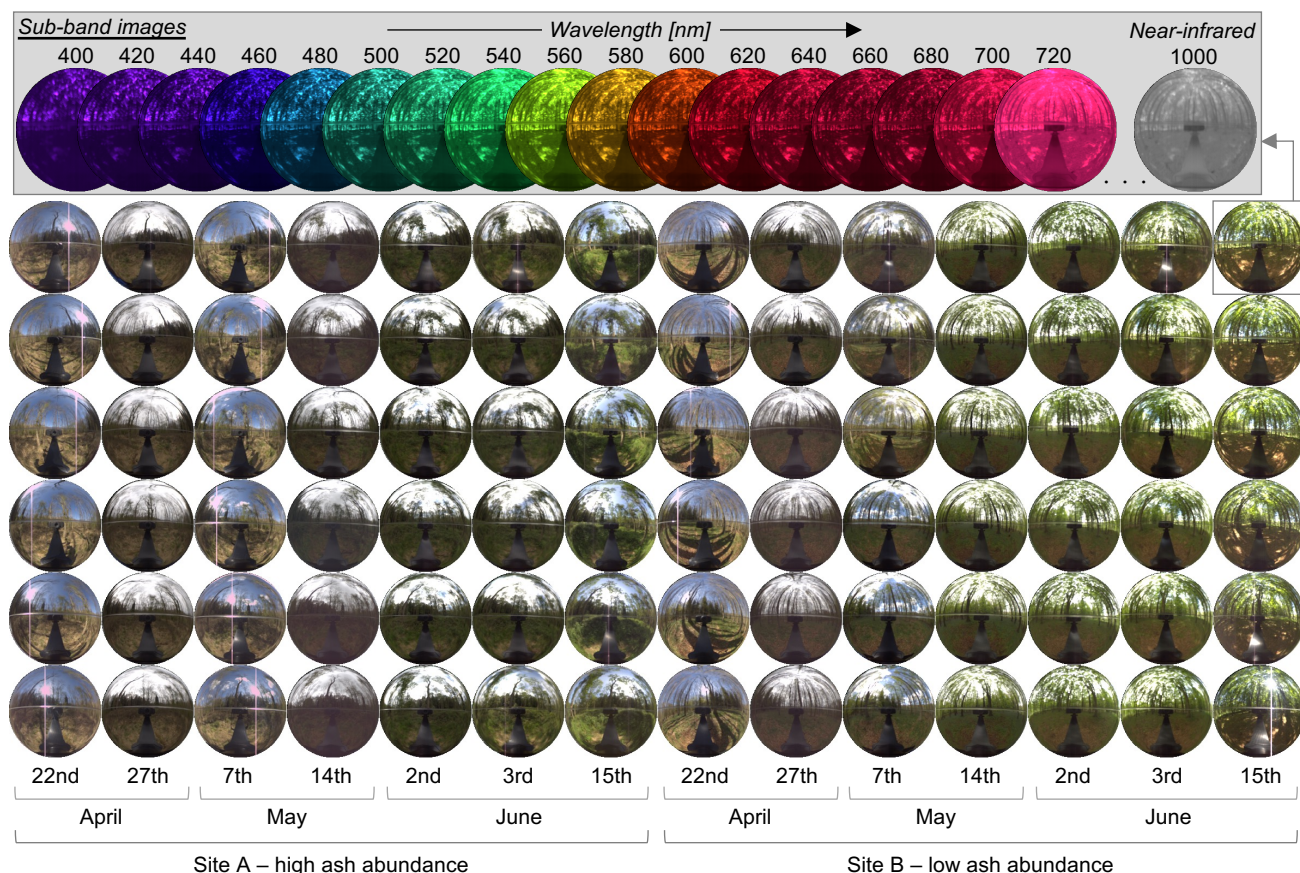 Sub-band images Wavelength [nm] Near-infrared
400 420 440 460 480 500 520 540 560 580 600 620 640 660 680 700 720 1000
. . .
22nd 27th 7th 14th 2nd 3rd 15th 22nd 27th 7th 14th 2nd 3rd 15th
April May June April May June
Site A – high ash abundance Site B – low ash abundance